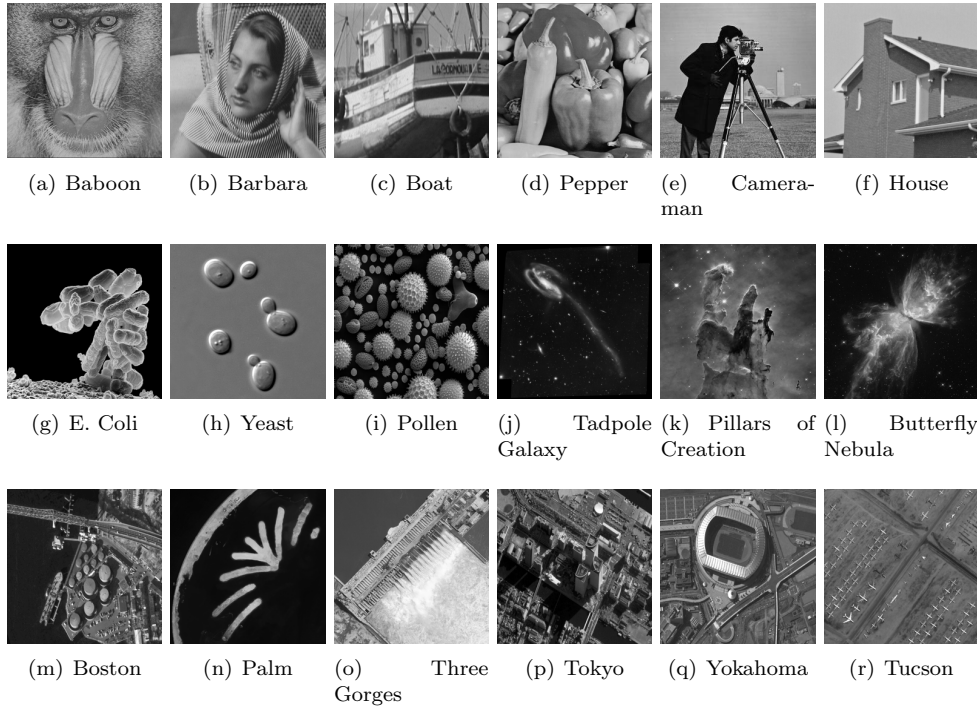 (a) Baboon
(b) Barbara
(c) Boat
(d) Pepper
(e) Camera-
man
(f) House
(g) E. Coli
(h) Yeast
(i) Pollen
(j) Tadpole
Galaxy
(k) Pillars of
Creation
(l) Butterfly
Nebula
(m) Boston
(n) Palm
(o) Three
Gorges
(p) Tokyo
(q) Yokahoma
(r) Tucson